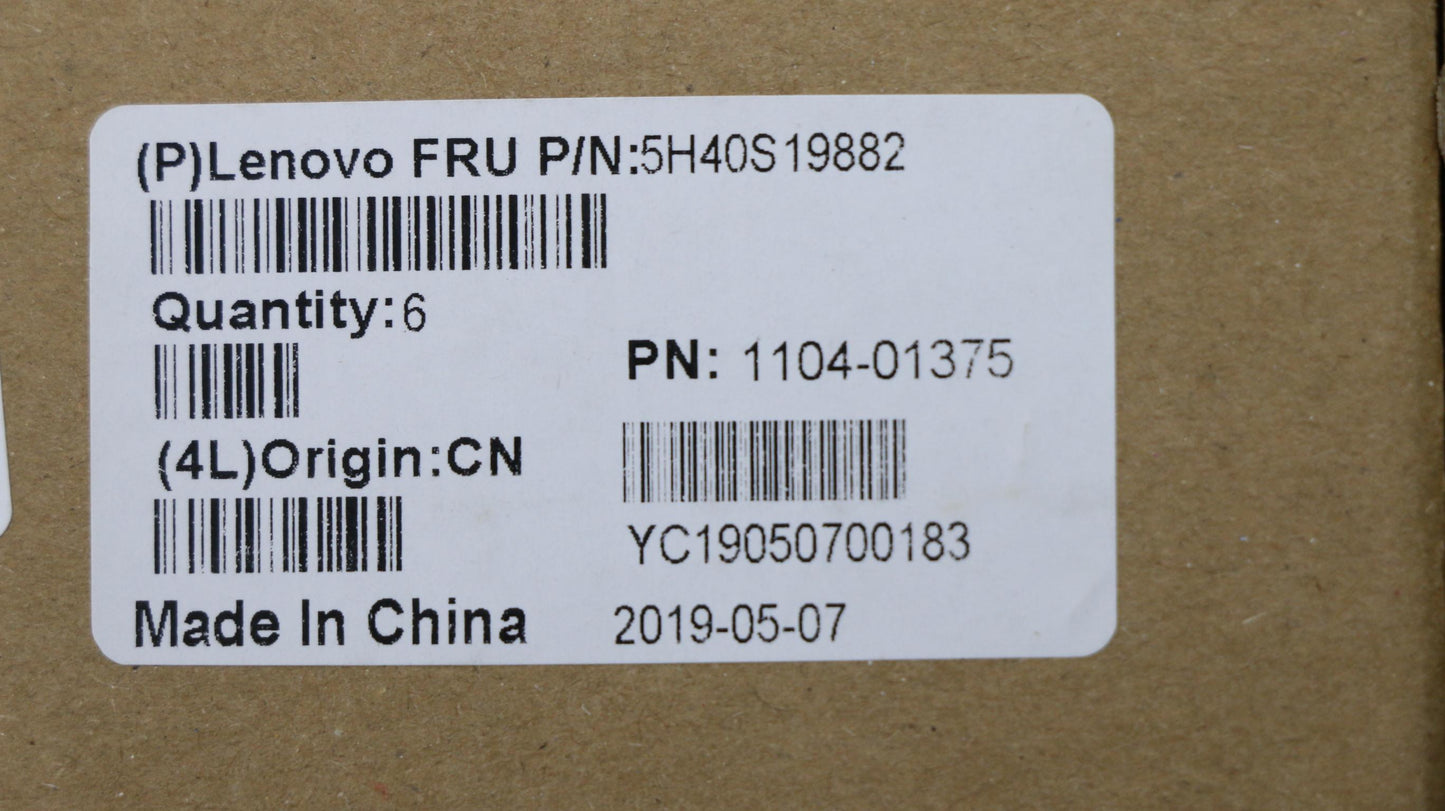 (P)Lenovo FRU P/N:5H40S19882
Quantity:6
PN: 1104-01375
(4L)Origin:CN
YC19050700183
Made In China
2019-05-07